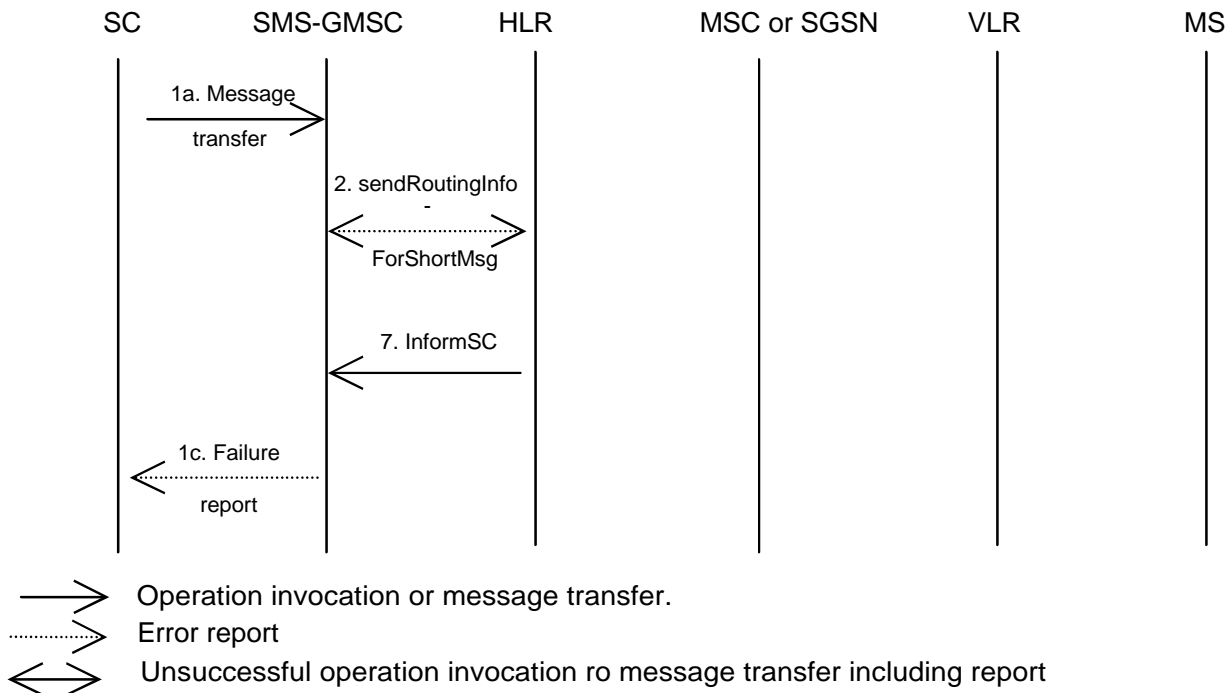 SC SMS-GMSC HLR MSC or SGSN VLR MS
1a. Message
transfer
2. sendRoutingInfo
-
ForShortMsg
7. InformSC
1c. Failure
report
Operation invocation or message transfer.
Error report
Unsuccessful operation invocation ro message transfer including report